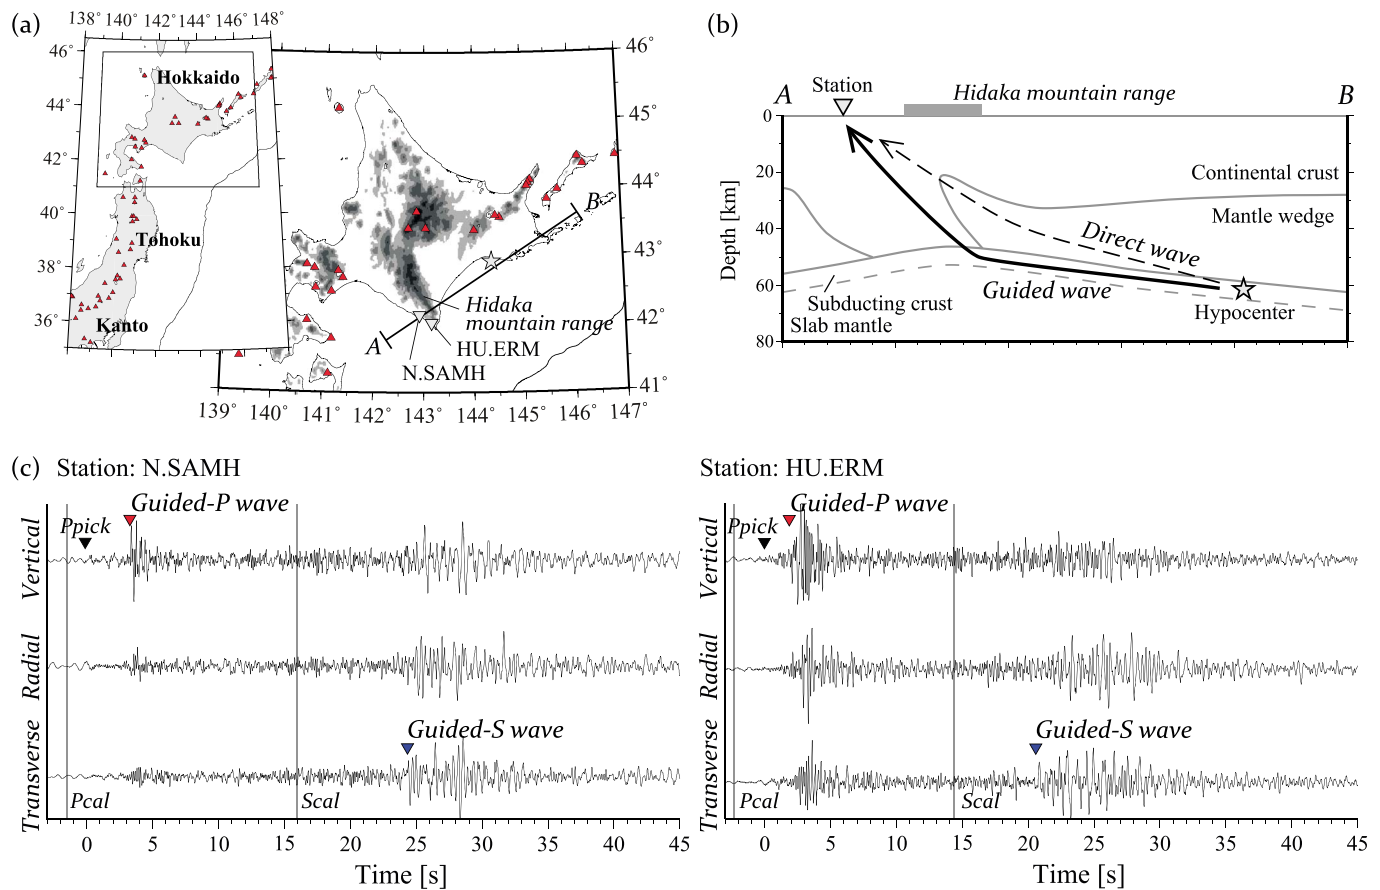 (a)
138° 140° 142° 144° 146° 148°
46°
44°
42°
40°
38°
36°
Hokkaido
Tohoku
Kanto
46°
45°
44°
43°
42°
41°
139° 140° 141° 142° 143° 144° 145° 146° 147°
B
Hidaka
mountain range
A
HU.ERM
N.SAMH
(b)
Station
A
Hidaka mountain range
B
0
20
40
60
80
Depth [km]
Continental crust
Mantle wedge
Direct wave
Guided wave
Subducting crust
Slab mantle
Hypocenter
(c) Station: N.SAMH
Guided-P wave
Ppick
Vertical
Radial
Transverse
Guided-S wave
Pcal
Scal
0 5 10 15 20 25 30 35 40 45
Time [s]
Station: HU.ERM
Guided-P wave
Ppick
Vertical
Radial
Transverse
Guided-S wave
Pcal
Scal
0 5 10 15 20 25 30 35 40 45
Time [s]